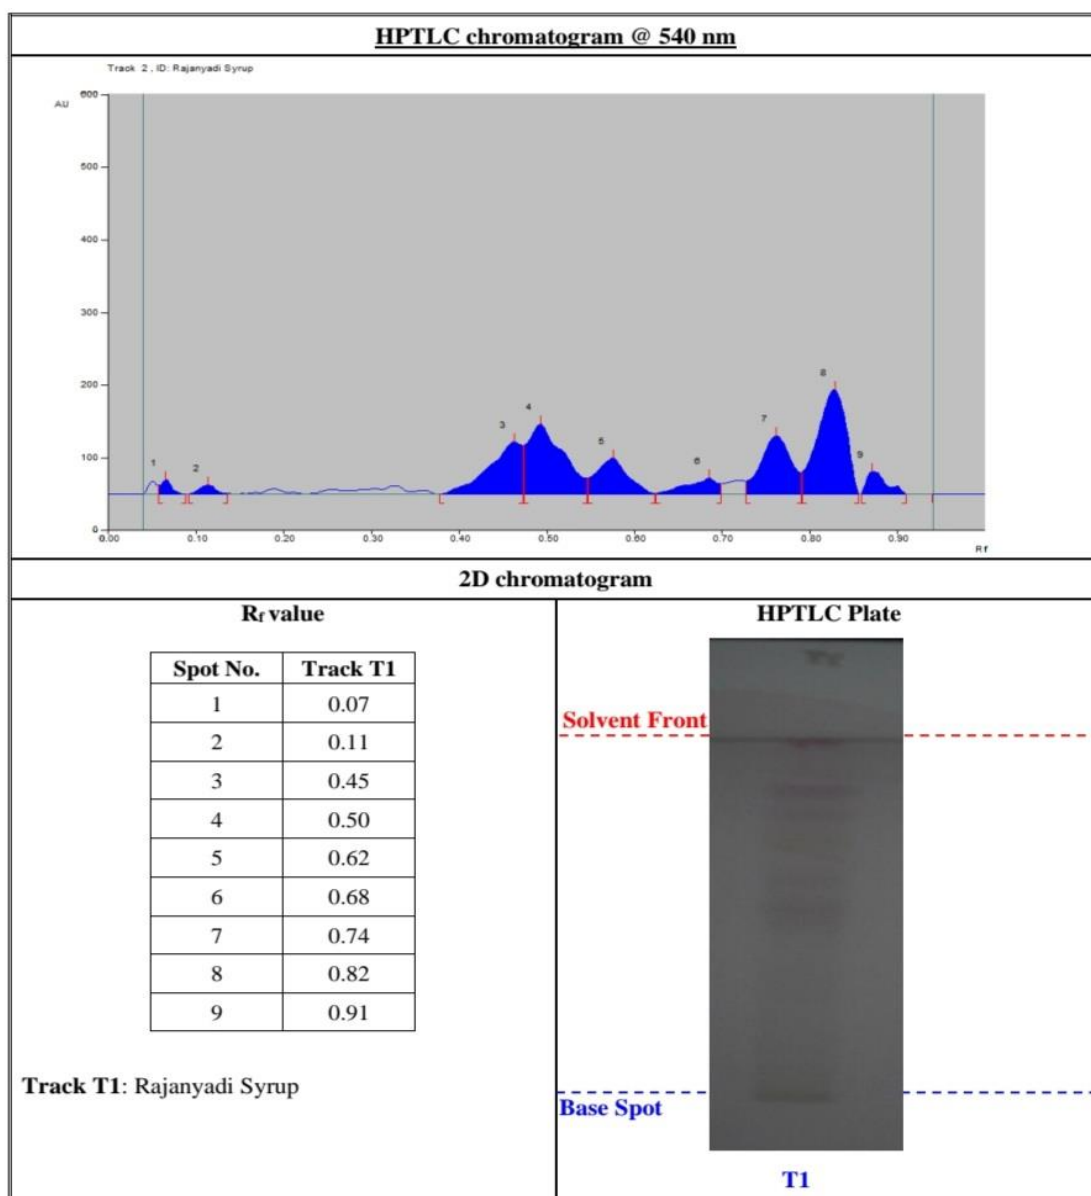 HPTLC chromatogram @ 540 nm
Track 2 , ID: Rajanyadi Syrup
AU
600
500
400
300
200
100
0
1
2
3
4
5
6
7
8
9
0.00 0.10 0.20 0.30 0.40 0.50 0.60 0.70 0.80 0.90
Rf
2D chromatogram
Rf value
Spot No. Track T1
1 0.07
2 0.11
3 0.45
4 0.50
5 0.62
6 0.68
7 0.74
8 0.82
9 0.91
Track T1: Rajanyadi Syrup
HPTLC Plate
Solvent Front
Base Spot
T1